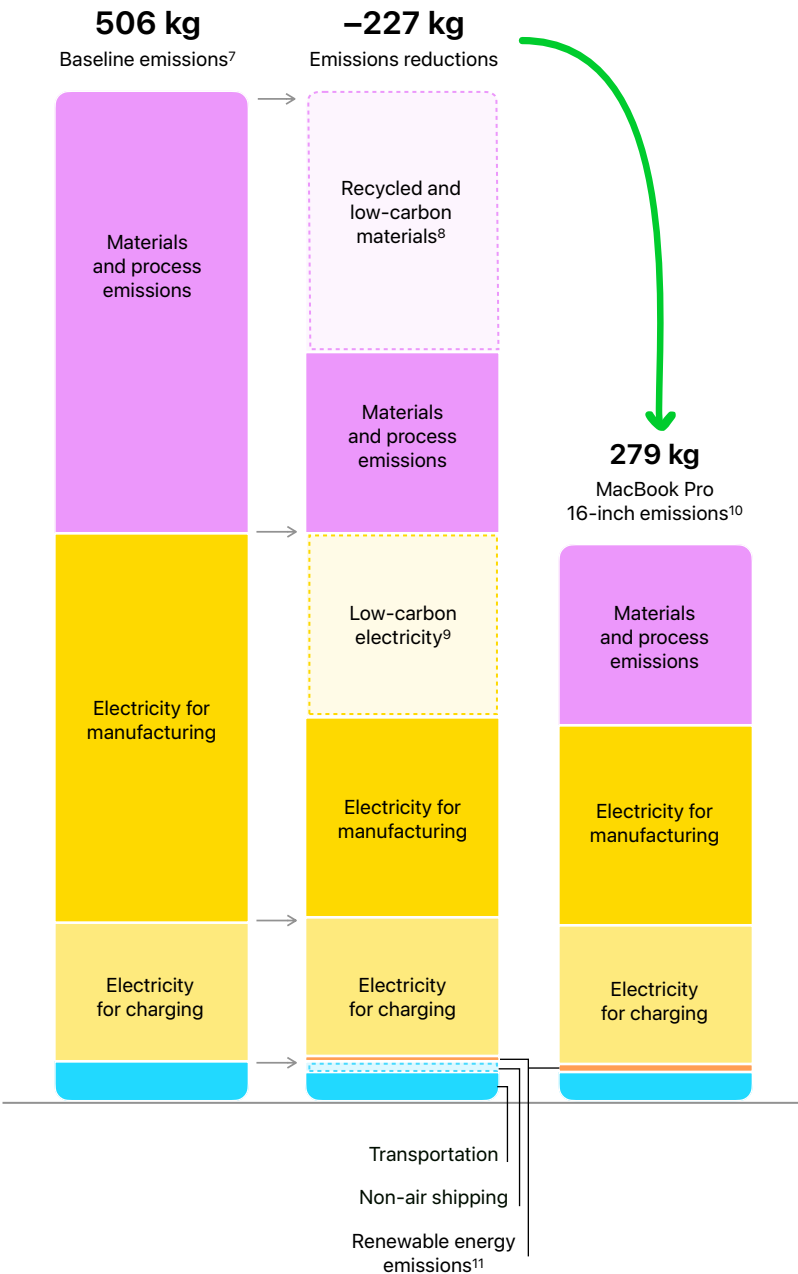 506 kg
Baseline emissions⁷
–227 kg
Emissions reductions
Materials
and process
emissions
Electricity for
manufacturing
Electricity
for charging
Recycled and
low-carbon
materials⁸
Materials
and process
emissions
Low-carbon
electricity⁹
Electricity for
manufacturing
Electricity
for charging
279 kg
MacBook Pro
16-inch emissions¹⁰
Materials
and process
emissions
Electricity for
manufacturing
Electricity
for charging
Transportation
Non-air shipping
Renewable energy
emissions¹¹